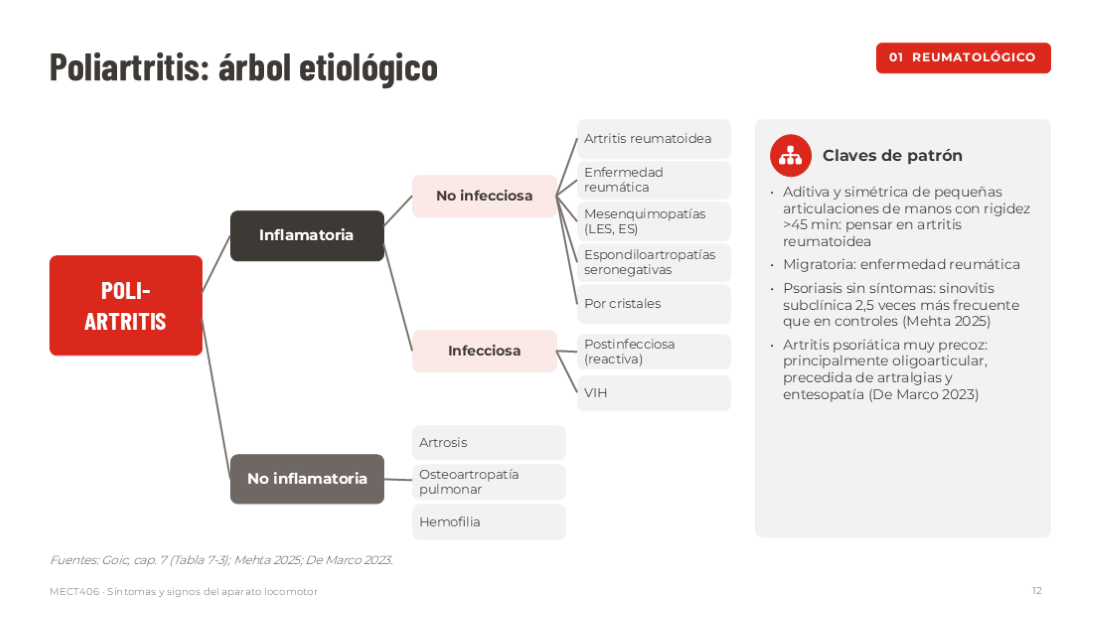 Poliartritis: árbol etiológico
01 REUMATOLÓGICO
POLI-
ARTRITIS
Inflamatoria
No infecciosa
Artritis reumatoidea
Enfermedad
reumática
Mesenquimopatías
(LES, ES)
Espondiloartropatías
seronegativas
Por cristales
Infecciosa
Postinfecciosa
(reactiva)
VIH
No inflamatoria
Artrosis
Osteoartropatía
pulmonar
Hemofilia
Claves de patrón
• Aditiva y simétrica de pequeñas
articulaciones de manos con rigidez
>45 min: pensar en artritis
reumatoidea
• Migratoria: enfermedad reumática
• Psoriasis sin síntomas: sinovitis
subclínica 2,5 veces más frecuente
que en controles (Mehta 2025)
• Artritis psoriática muy precoz:
principalmente oligoarticular,
precedida de artralgias y
entesopatía (De Marco 2023)
Fuentes: Goic, cap. 7 (Tabla 7-3); Mehta 2025; De Marco 2023.
MECT406 · Síntomas y signos del aparato locomotor
12